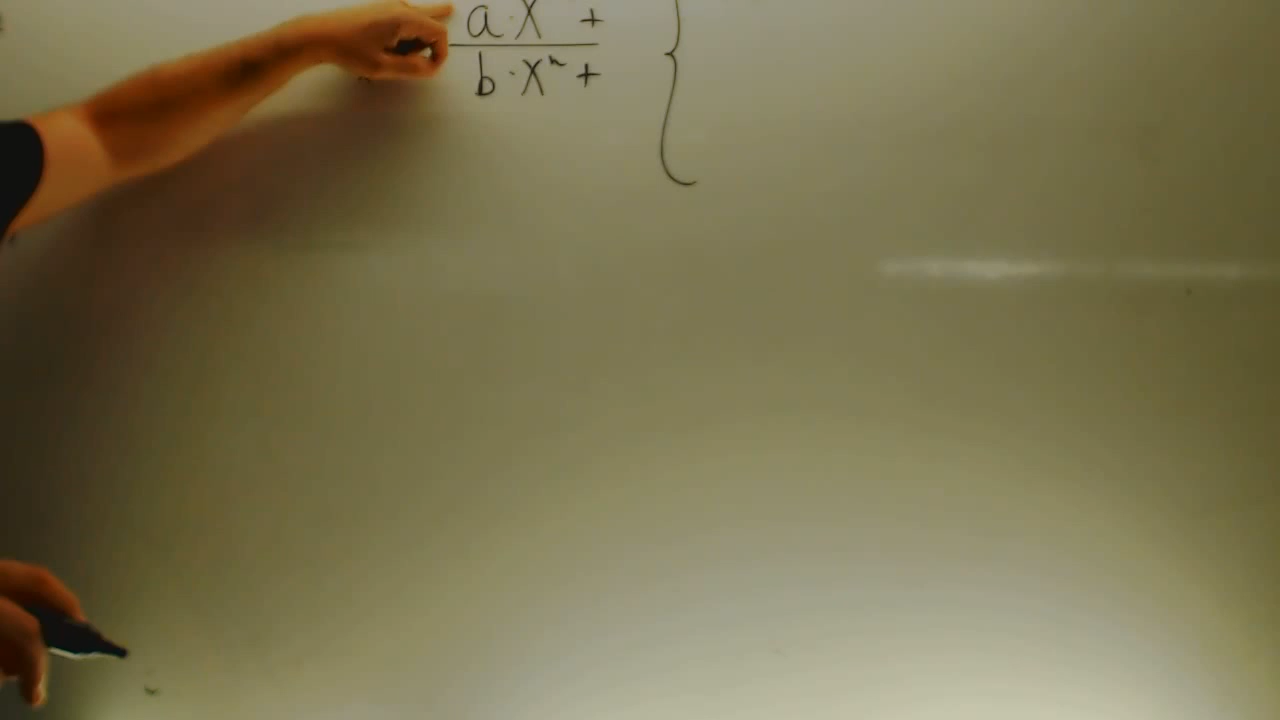 a·X +
b·Xⁿ +